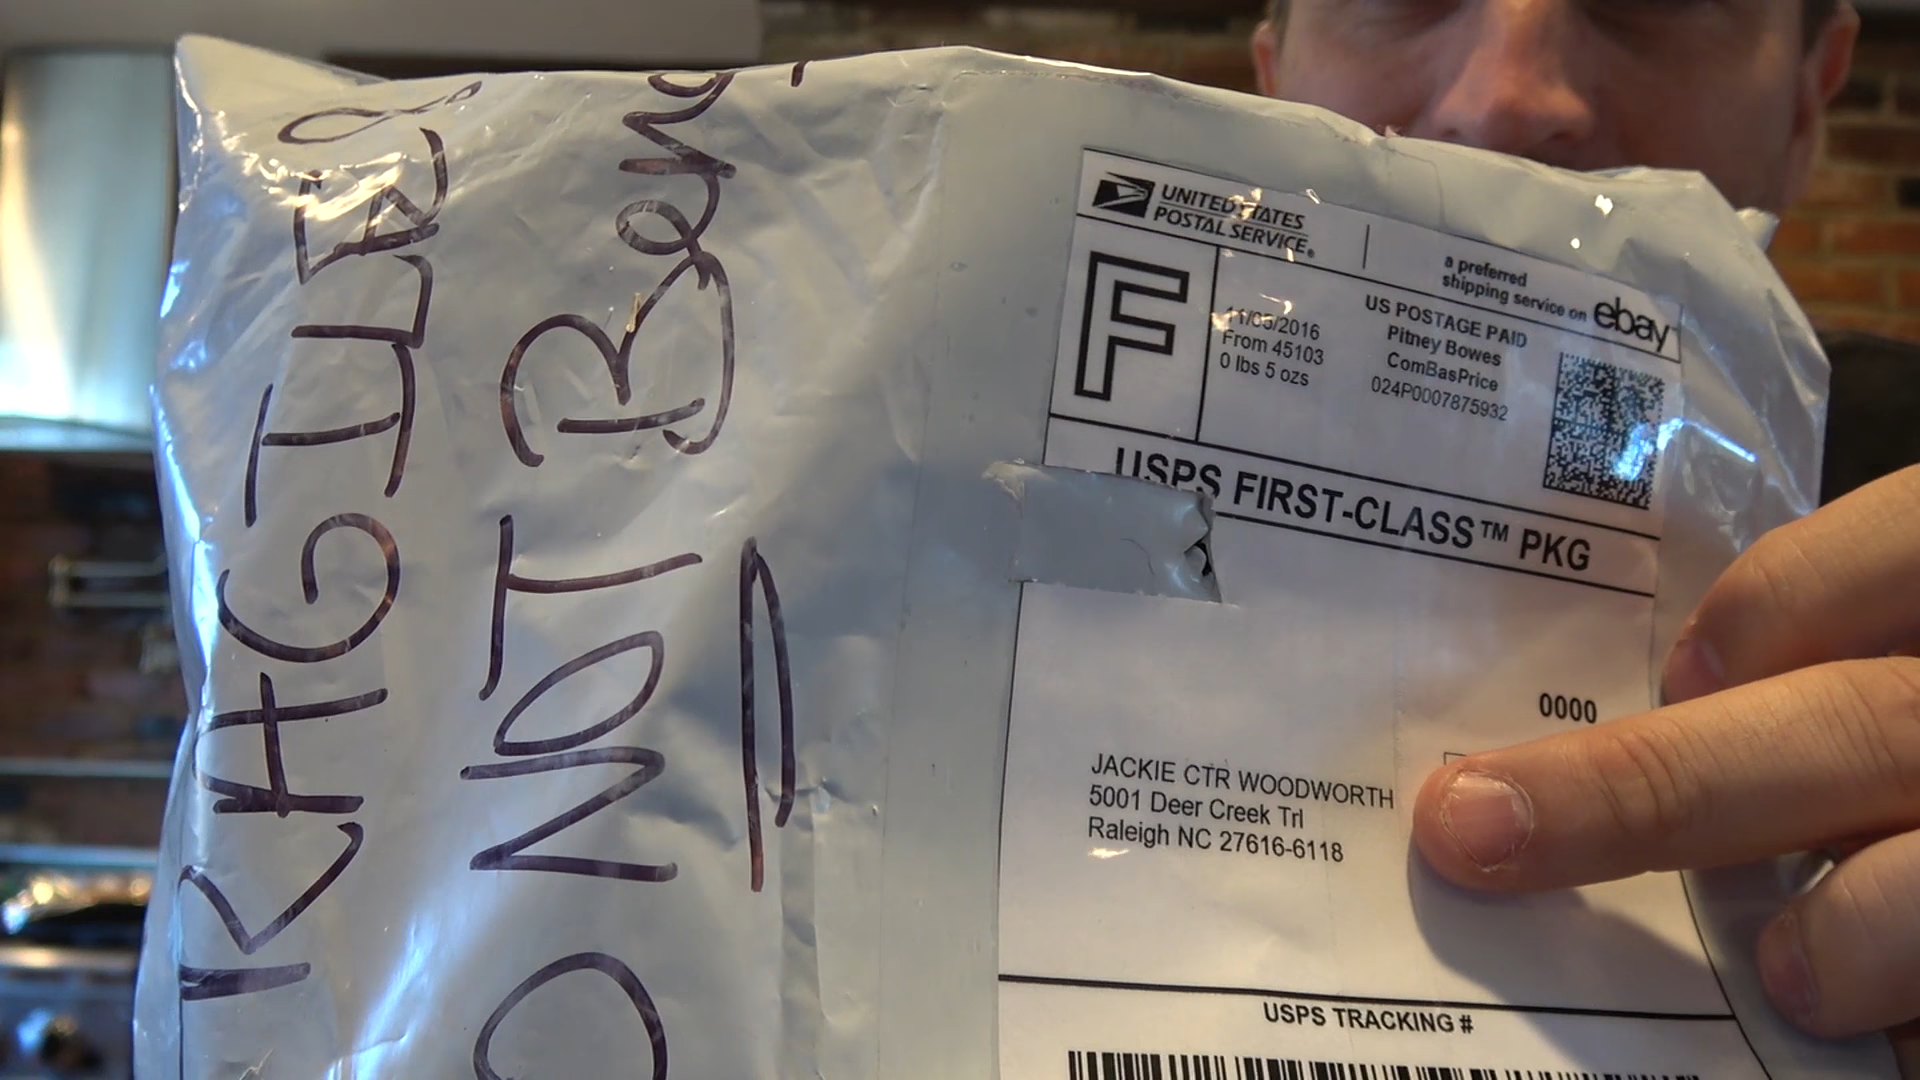 FRAGILE
DO NOT Bend
UNITED STATES
POSTAL SERVICE®
a preferred
shipping service on ebay
F
11/05/2016
From 45103
0 lbs 5 ozs
US POSTAGE PAID
Pitney Bowes
ComBasPrice
024P0007875932
USPS FIRST-CLASS™ PKG
0000
JACKIE CTR WOODWORTH
5001 Deer Creek Trl
Raleigh NC 27616-6118
USPS TRACKING #